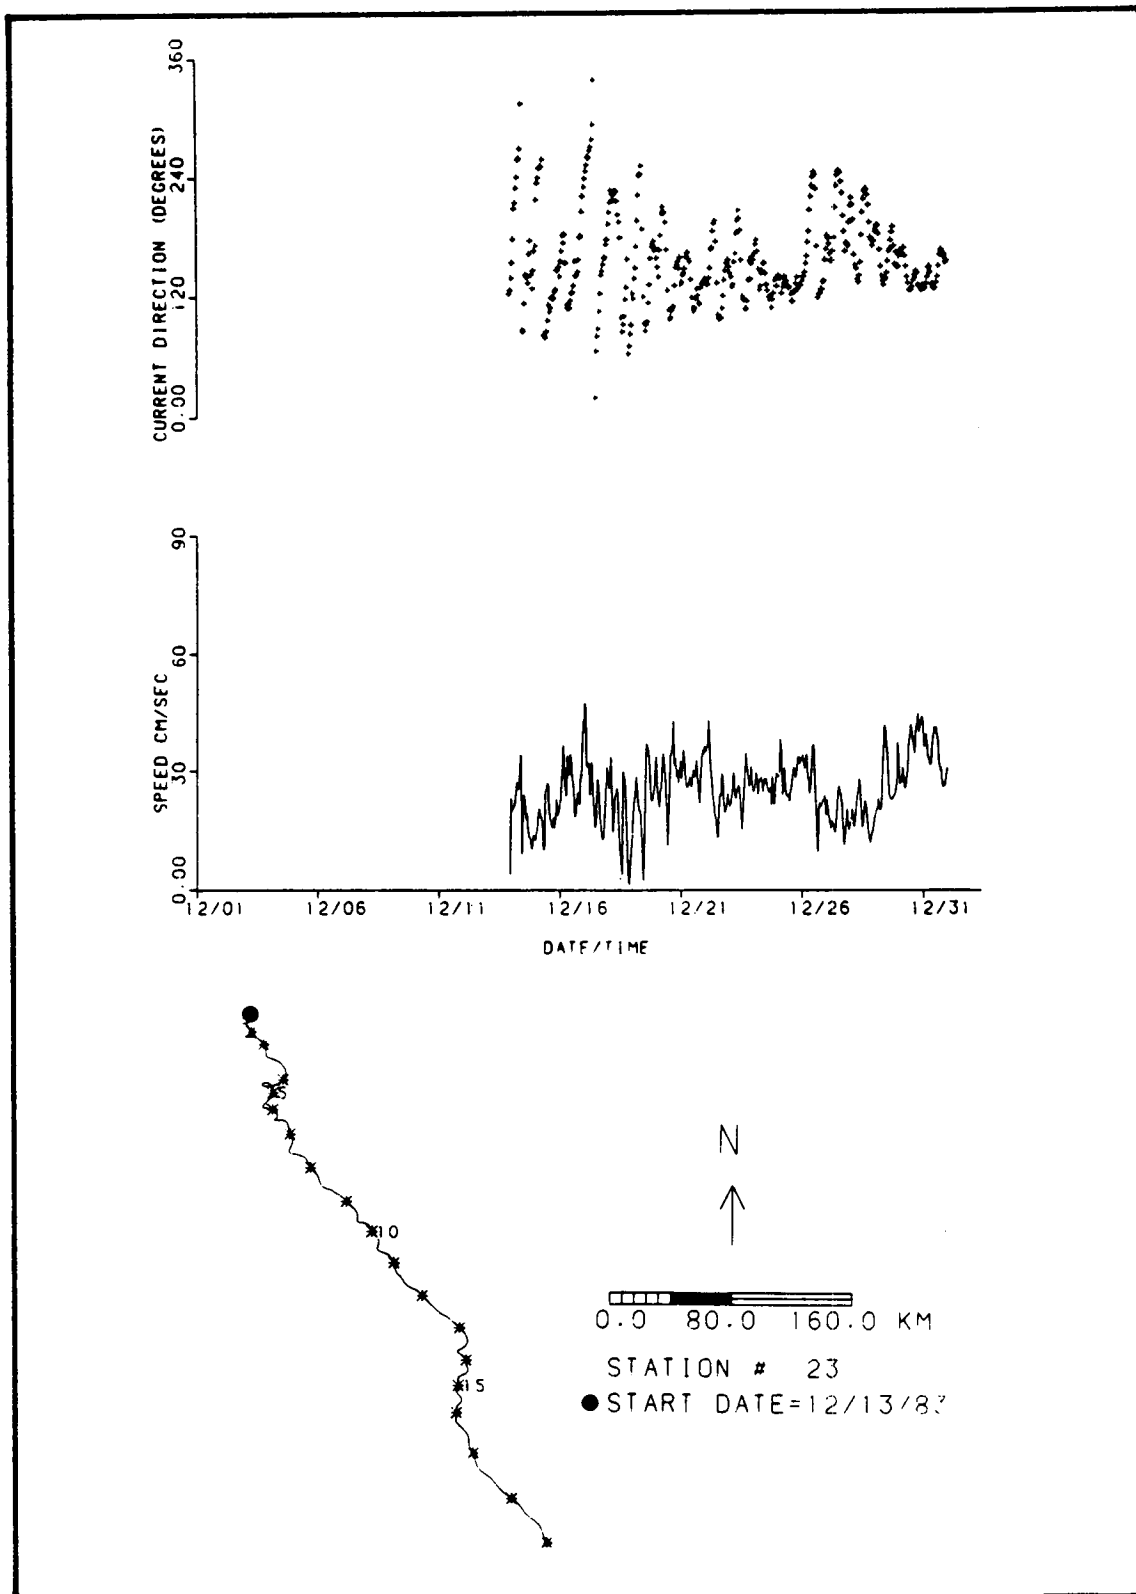 360
240
120
0.00
CURRENT DIRECTION (DEGREES)
90
60
30
0.00
SPEED CM/SEC
12/01 12/06 12/11 12/16 12/21 12/26 12/31
DATE/TIME
5
10
15
N
0.0 80.0 160.0 KM
STATION # 23
START DATE=12/13/83